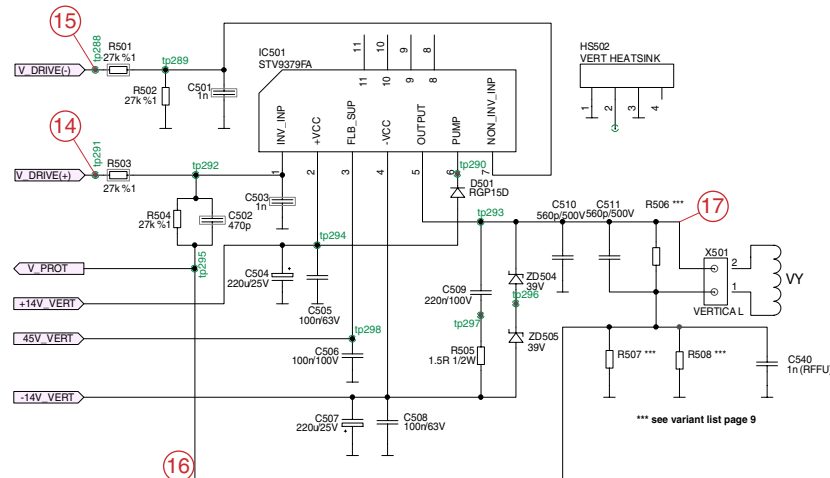 15
tp288
R501
27k %1
V_DRIVE(-)
tp289
R502
27k %1
C501
1n
IC501
STV9379FA
11
10
9
8
11
10
9
8
INV_INP
+VCC
FLB_SUP
-VCC
OUTPUT
PUMP
NON_INV_INP
1
2
3
4
5
6
7
HS502
VERT HEATSINK
1
2
3
4
14
tp291
R503
27k %1
V_DRIVE(+)
tp292
R504
27k %1
C502
470p
C503
1n
tp290
D501
RGP15D
tp293
C510
560p/500V
C511
560p/500V
R506 ***
17
X501
2
1
VERTICAL
VY
tp294
tp295
V_PROT
+14V_VERT
C504
220u/25V
C505
100n/63V
C509
220n/100V
ZD504
39V
tp296
tp297
45V_VERT
tp298
C506
100n/100V
R505
1.5R 1/2W
ZD505
39V
R507 ***
R508 ***
C540
1n (RFFU)
-14V_VERT
C507
220u/25V
C508
100n/63V
*** see variant list page 9
16